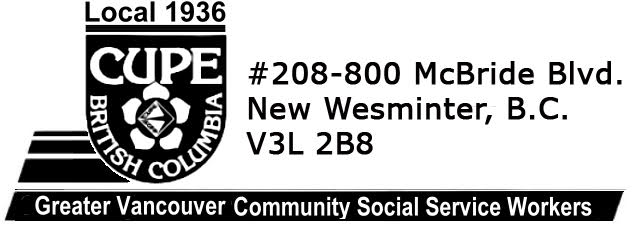 Local 1936
CUPE
BRITISH COLUMBIA
#208-800 McBride Blvd.
New Wesminter, B.C.
V3L 2B8
Greater Vancouver Community Social Service Workers